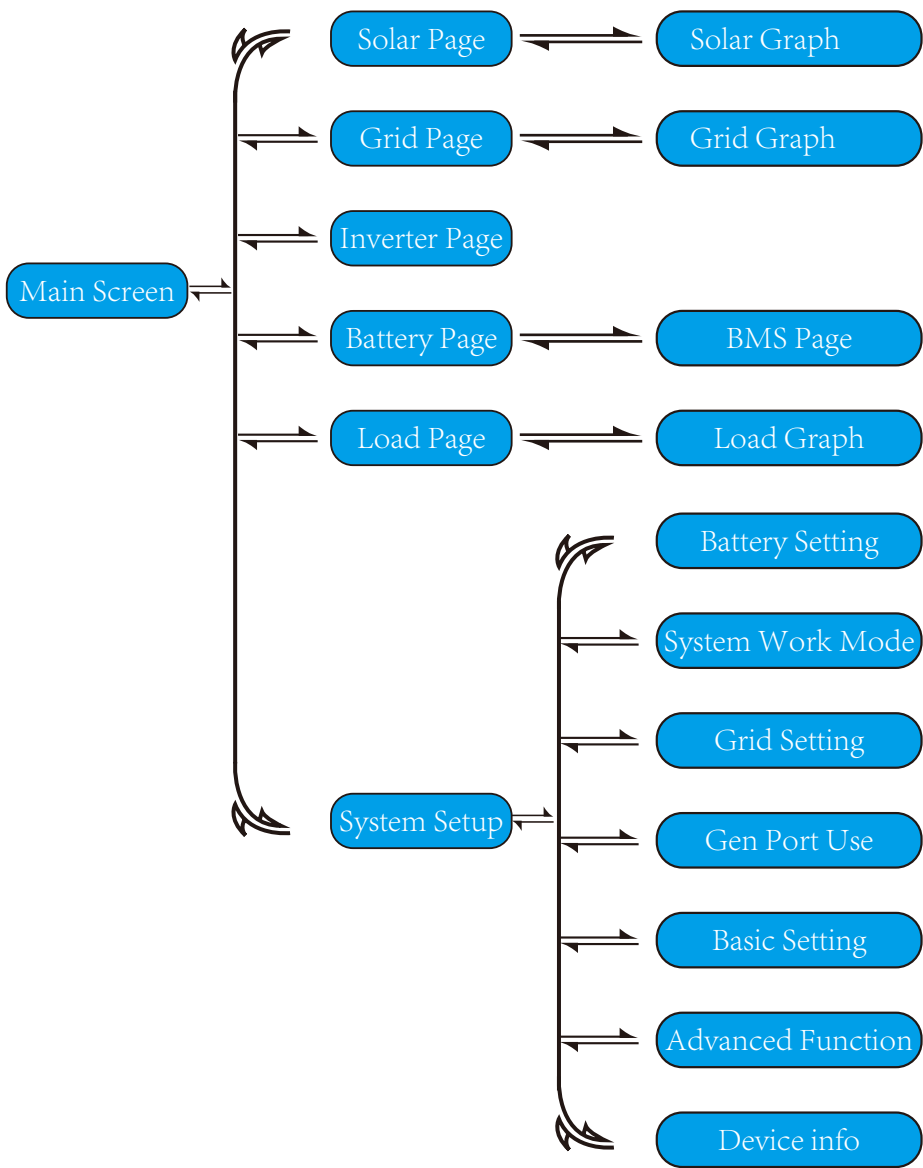 Solar Page
Solar Graph
Grid Page
Grid Graph
Inverter Page
Main Screen
Battery Page
BMS Page
Load Page
Load Graph
Battery Setting
System Work Mode
Grid Setting
System Setup
Gen Port Use
Basic Setting
Advanced Function
Device info